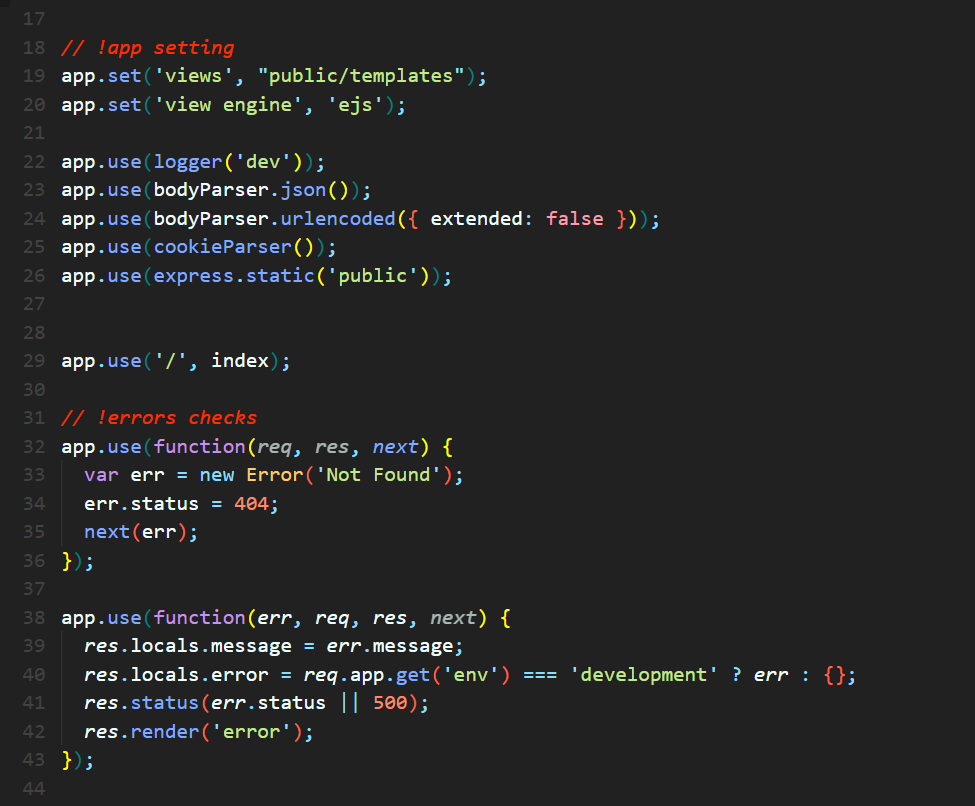 17
18 // !app setting
19 app.set('views', "public/templates");
20 app.set('view engine', 'ejs');
21
22 app.use(logger('dev'));
23 app.use(bodyParser.json());
24 app.use(bodyParser.urlencoded({ extended: false }));
25 app.use(cookieParser());
26 app.use(express.static('public'));
27
28
29 app.use('/', index);
30
31 // !errors checks
32 app.use(function(req, res, next) {
33   var err = new Error('Not Found');
34   err.status = 404;
35   next(err);
36 });
37
38 app.use(function(err, req, res, next) {
39   res.locals.message = err.message;
40   res.locals.error = req.app.get('env') === 'development' ? err : {};
41   res.status(err.status || 500);
42   res.render('error');
43 });
44